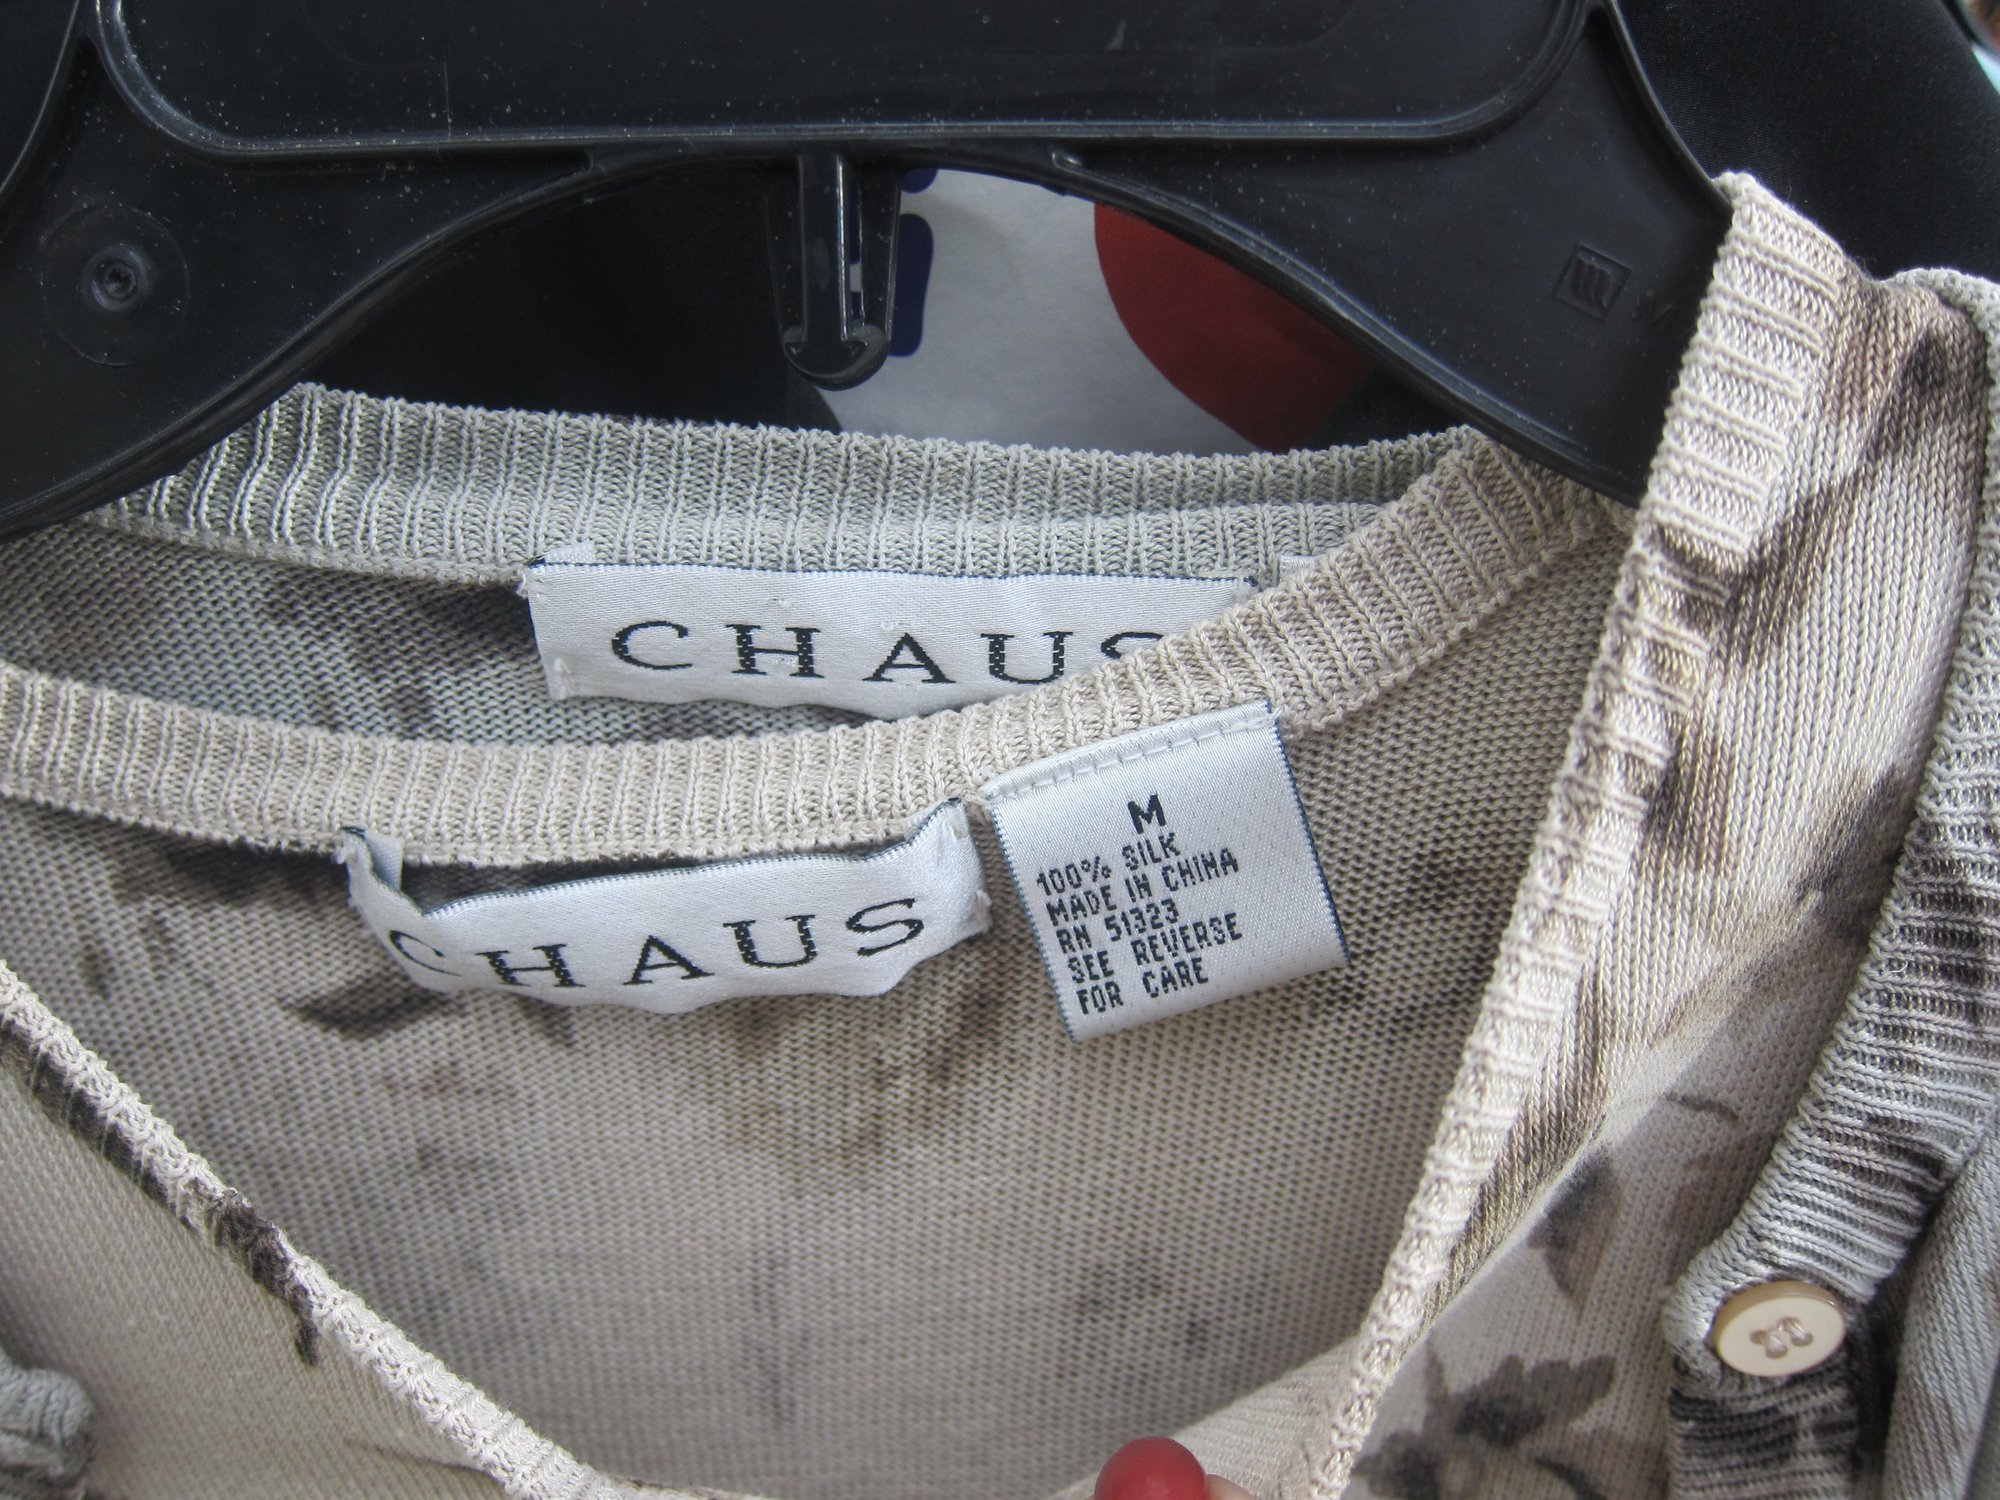 CHAUS
CHAUS
M
100% SILK
MADE IN CHINA
RN 51323
SEE REVERSE
FOR CARE